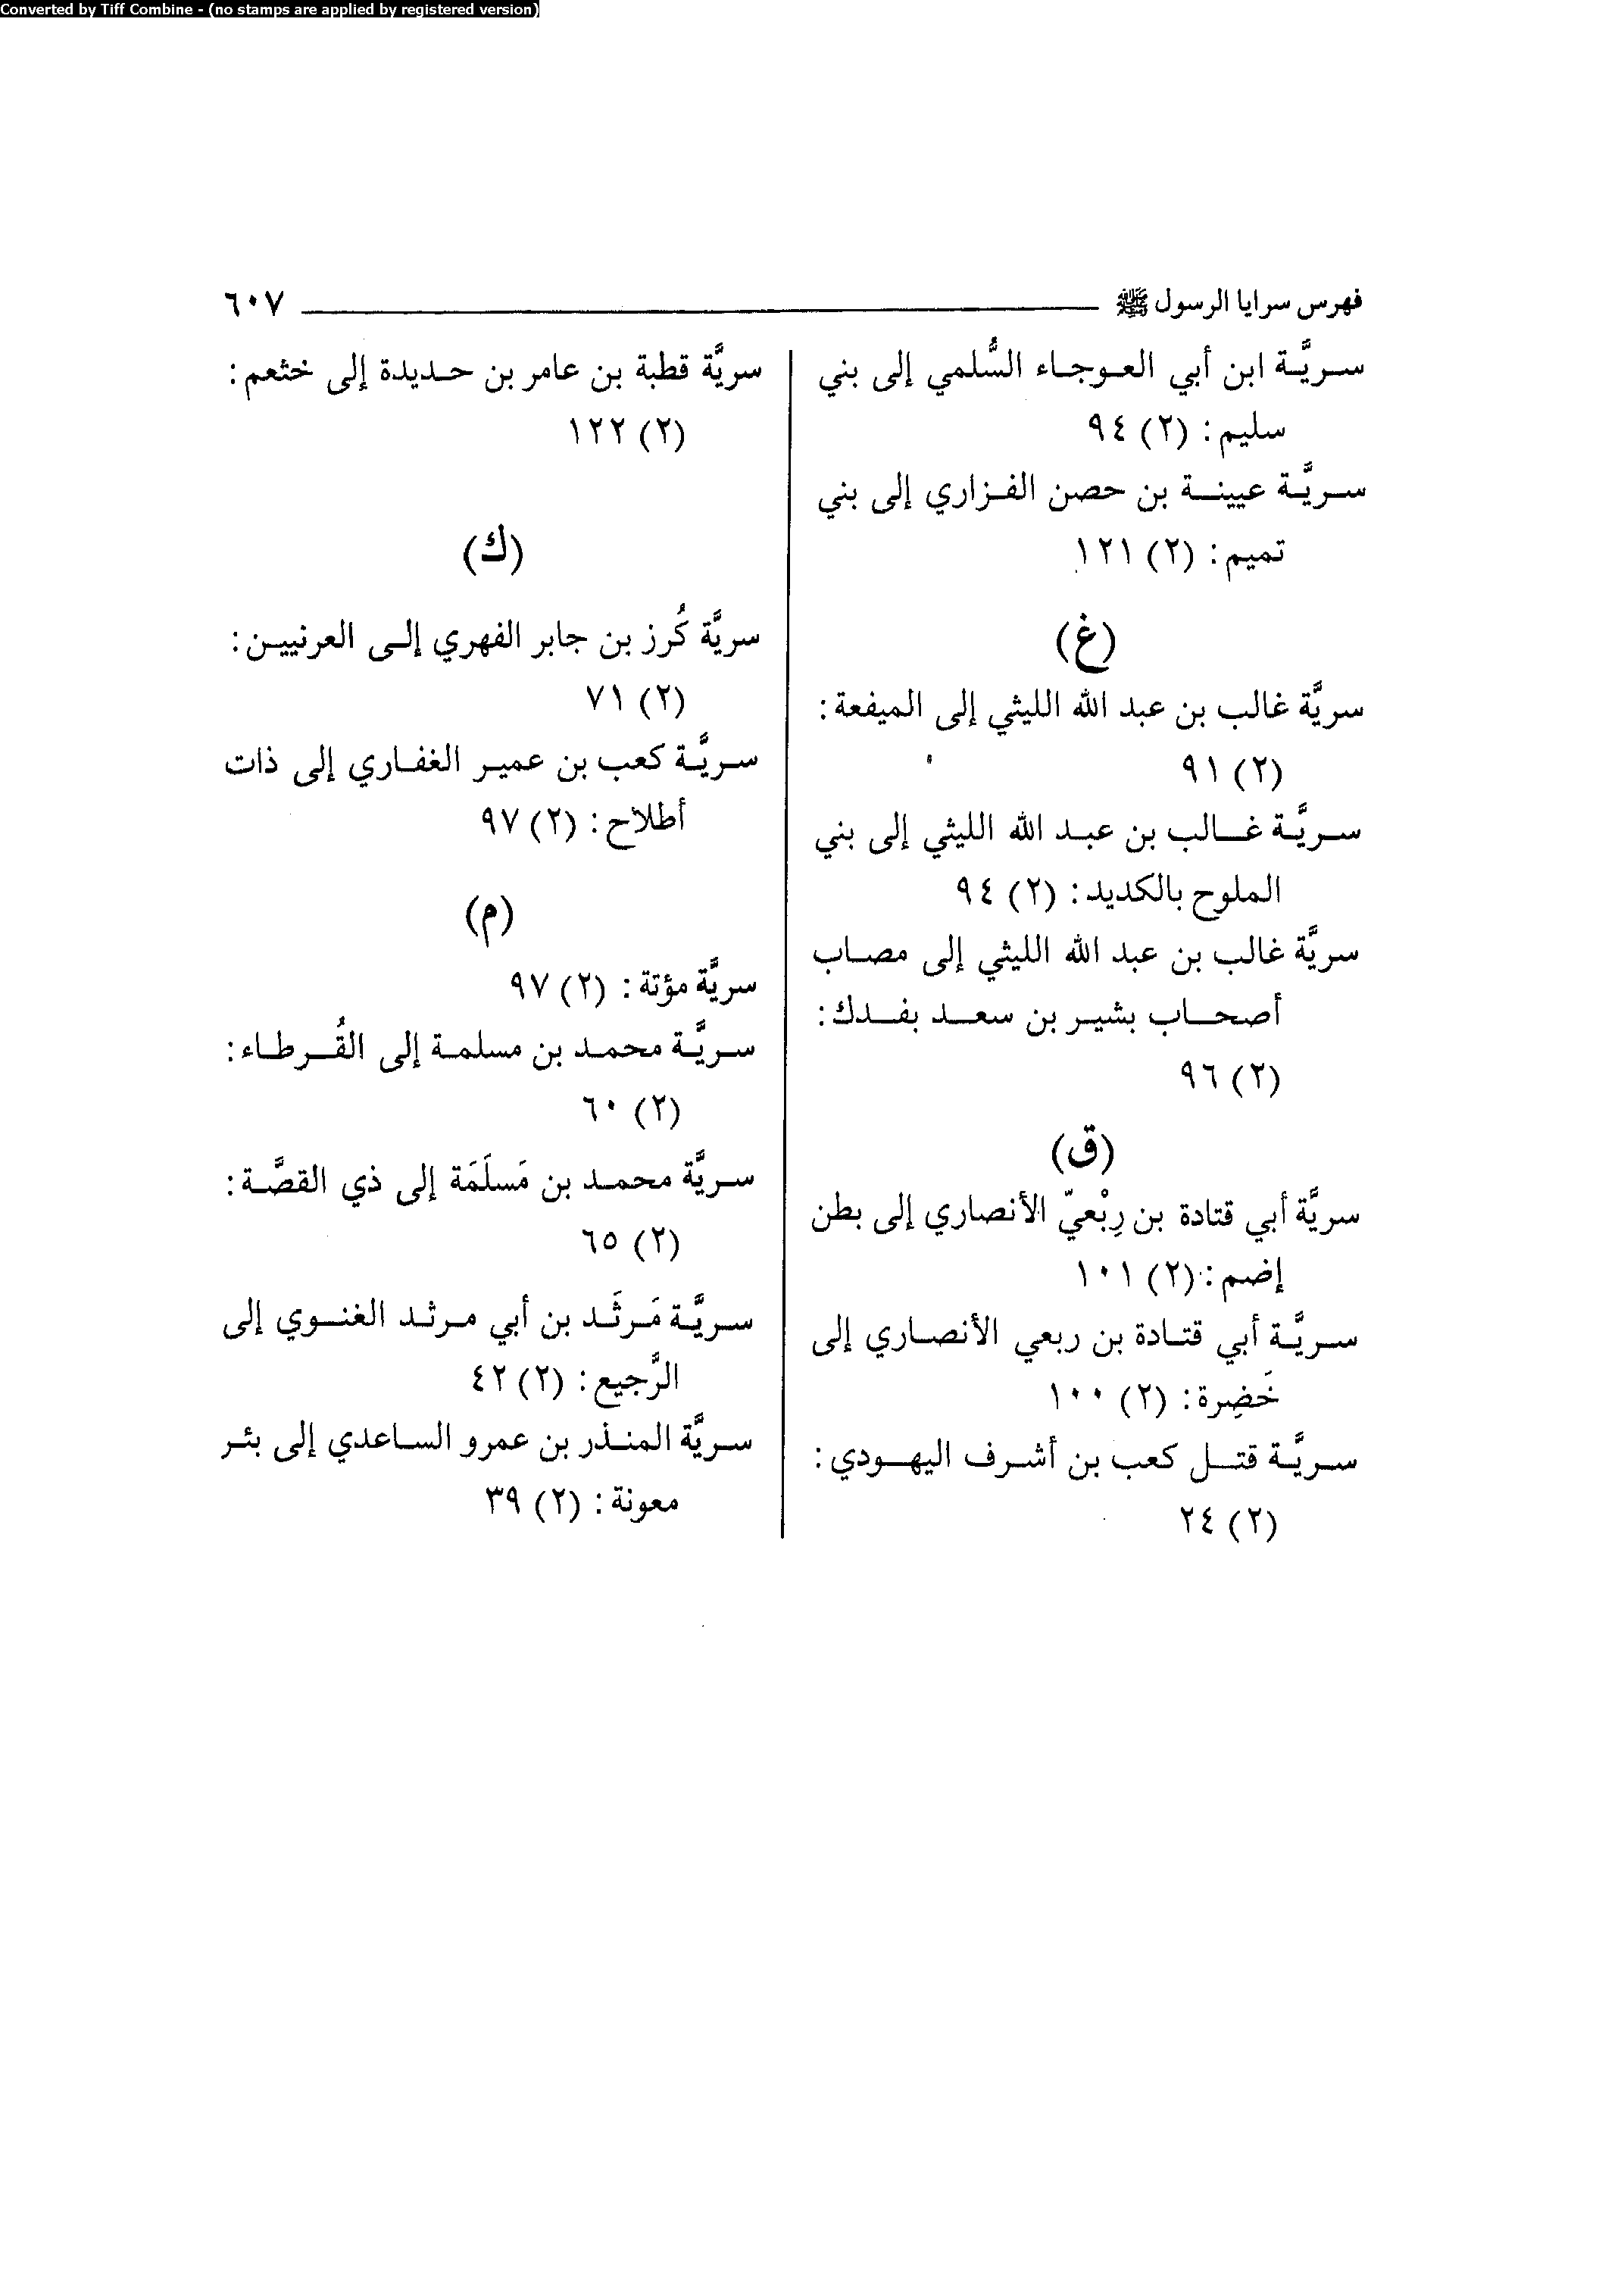 Converted by Tiff Combine - (no stamps are applied by registered version)
فهرس سرايا الرسول ﷺ ٦٠٧
سريَّة ابن أبي العوجاء السُّلمي إلى بني
سليم: (٢) ٩٤
سريَّة عيينة بن حصن الفزاري إلى بني
تميم: (٢) ١٢١
(غ)
سريَّة غالب بن عبد الله الليثي إلى الميفعة:
(٢) ٩١
سريَّة غالب بن عبد الله الليثي إلى بني
الملوح بالكديد: (٢) ٩٤
سريَّة غالب بن عبد الله الليثي إلى مصاب
أصحاب بشير بن سعد بفدك:
(٢) ٩٦
(ق)
سريَّة أبي قتادة بن رِبْعيّ الأنصاري إلى بطن
إضم: (٢) ١٠١
سريَّة أبي قتادة بن ربعي الأنصاري إلى
خَضِرة: (٢) ١٠٠
سريَّة قتل كعب بن أشرف اليهودي:
(٢) ٢٤
سريَّة قطبة بن عامر بن حديدة إلى خثعم:
(٢) ١٢٢
(ك)
سريَّة كُرز بن جابر الفهري إلى العرنيين:
(٢) ٧١
سريَّة كعب بن عمير الغفاري إلى ذات
أطلاح: (٢) ٩٧
(م)
سريَّة مؤتة: (٢) ٩٧
سريَّة محمد بن مسلمة إلى القُرطاء:
(٢) ٦٠
سريَّة محمد بن مَسلَمَة إلى ذي القصَّة:
(٢) ٦٥
سريَّة مَرثَد بن أبي مرثد الغنوي إلى
الرَّجيع: (٢) ٤٢
سريَّة المنذر بن عمرو الساعدي إلى بئر
معونة: (٢) ٣٩